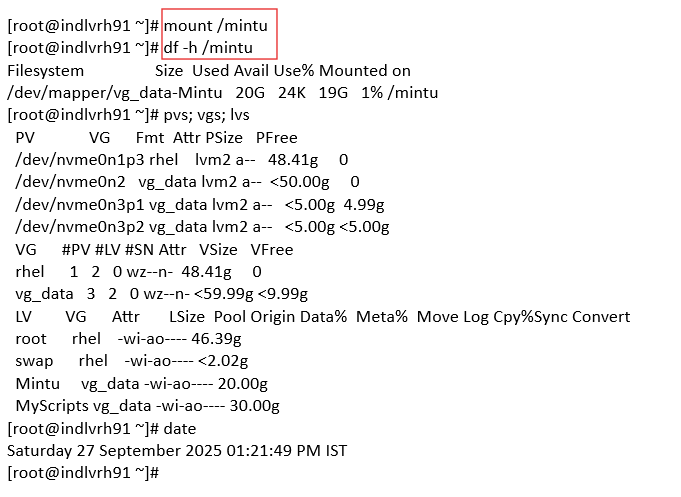 [root@indlvrh91 ~]# mount /mintu
[root@indlvrh91 ~]# df -h /mintu
Filesystem Size Used Avail Use% Mounted on
/dev/mapper/vg_data-Mintu 20G 24K 19G 1% /mintu
[root@indlvrh91 ~]# pvs; vgs; lvs
PV VG Fmt Attr PSize PFree
/dev/nvme0n1p3 rhel lvm2 a-- 48.41g 0
/dev/nvme0n2 vg_data lvm2 a-- <50.00g 0
/dev/nvme0n3p1 vg_data lvm2 a-- <5.00g 4.99g
/dev/nvme0n3p2 vg_data lvm2 a-- <5.00g <5.00g
VG #PV #LV #SN Attr VSize VFree
rhel 1 2 0 wz--n- 48.41g 0
vg_data 3 2 0 wz--n- <59.99g <9.99g
LV VG Attr LSize Pool Origin Data% Meta% Move Log Cpy%Sync Convert
root rhel -wi-ao---- 46.39g
swap rhel -wi-ao---- <2.02g
Mintu vg_data -wi-ao---- 20.00g
MyScripts vg_data -wi-ao---- 30.00g
[root@indlvrh91 ~]# date
Saturday 27 September 2025 01:21:49 PM IST
[root@indlvrh91 ~]#